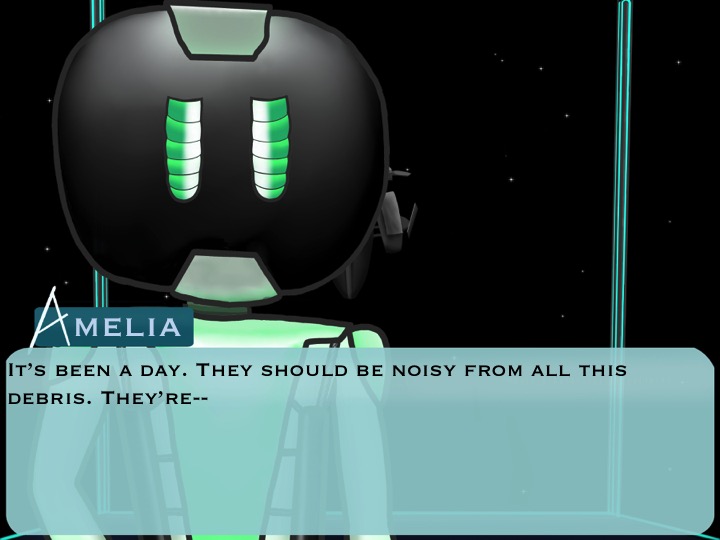 Amelia
It's been a day. They should be noisy from all this
debris. They're--